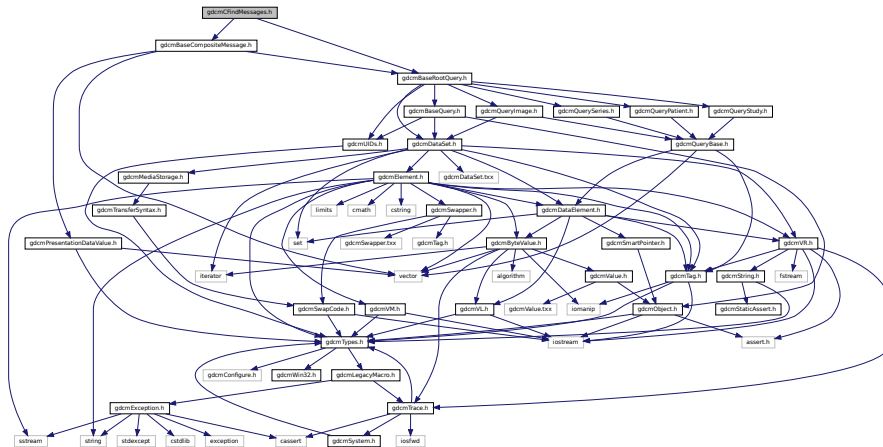 gdcmCFindMessages.h
gdcmBaseCompositeMessage.h
gdcmBaseRootQuery.h
gdcmBaseQuery.h
gdcmQueryImage.h
gdcmQuerySeries.h
gdcmQueryPatient.h
gdcmQueryStudy.h
gdcmUIDs.h
gdcmDataSet.h
gdcmQueryBase.h
gdcmMediaStorage.h
gdcmElement.h
gdcmDataSet.txx
gdcmTransferSyntax.h
limits
cmath
cstring
gdcmSwapper.h
gdcmDataElement.h
gdcmPresentationDataValue.h
set
gdcmSwapper.txx
gdcmTag.h
gdcmByteValue.h
gdcmSmartPointer.h
gdcmVR.h
iterator
vector
algorithm
gdcmValue.h
gdcmTag.h
gdcmString.h
fstream
gdcmSwapCode.h
gdcmVM.h
gdcmVL.h
gdcmValue.txx
iomanip
gdcmObject.h
gdcmStaticAssert.h
gdcmTypes.h
iostream
assert.h
gdcmConfigure.h
gdcmWin32.h
gdcmLegacyMacro.h
gdcmException.h
gdcmTrace.h
sstream
string
stdexcept
cstdlib
exception
cassert
gdcmSystem.h
iosfwd